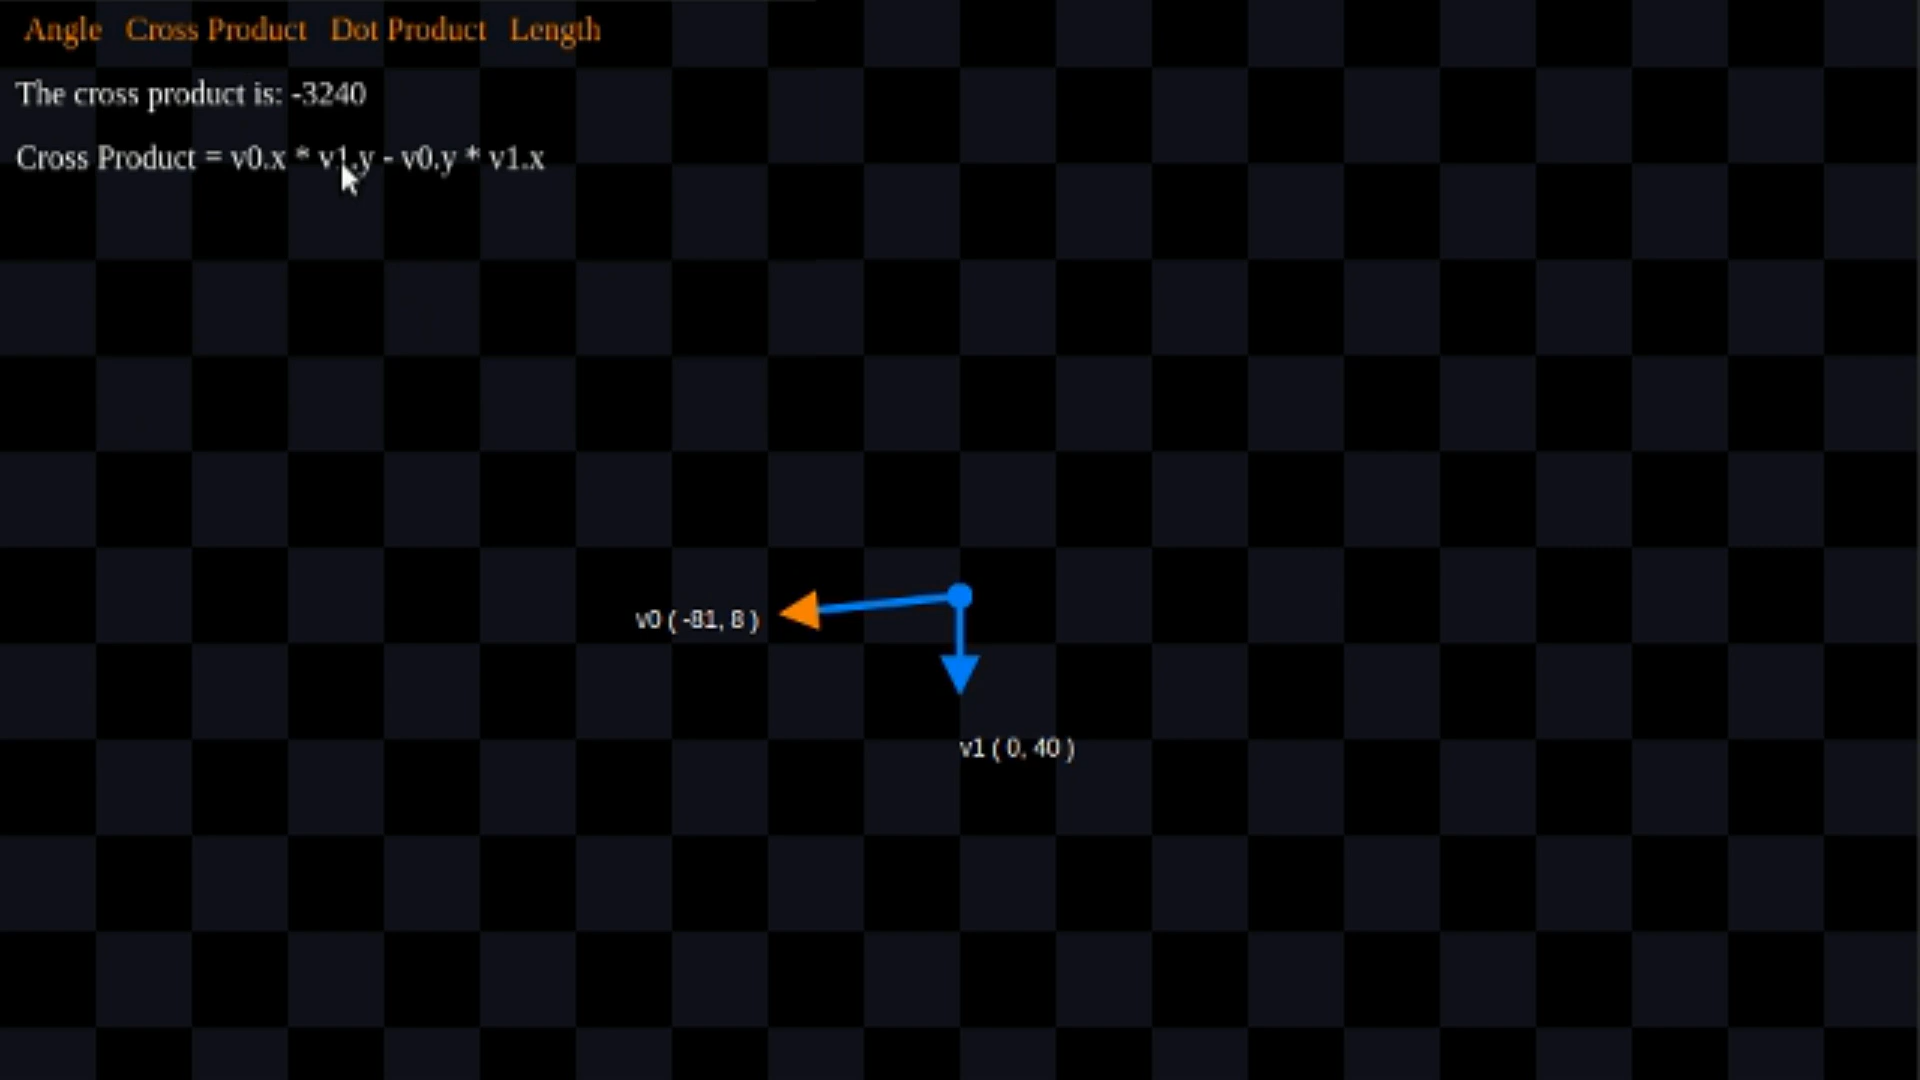 Angle Cross Product Dot Product Length
The cross product is: -3240
Cross Product = v0.x * v1.y - v0.y * v1.x
v0 ( -81, 8 )
v1 ( 0, 40 )